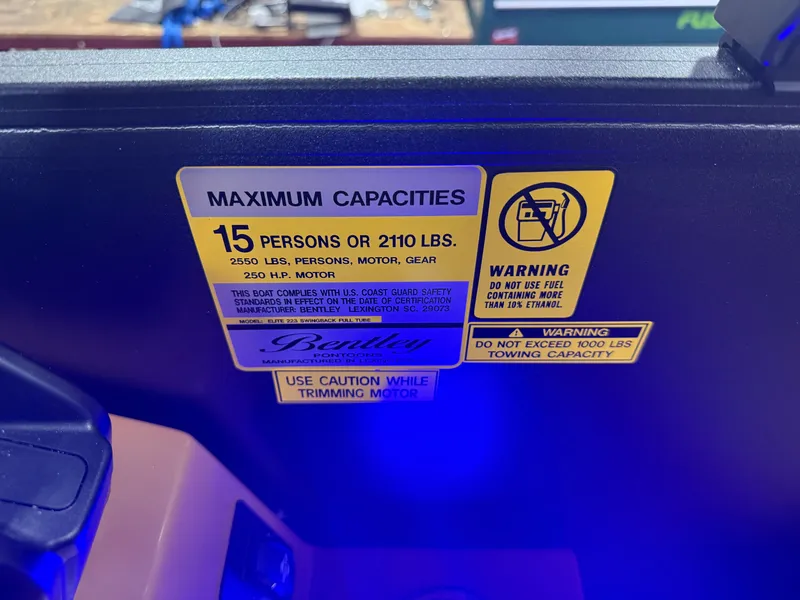 MAXIMUM CAPACITIES
15 PERSONS OR 2110 LBS.
2550 LBS, PERSONS, MOTOR, GEAR
250 H.P. MOTOR
THIS BOAT COMPLIES WITH U.S. COAST GUARD SAFETY
STANDARDS IN EFFECT ON THE DATE OF CERTIFICATION
MANUFACTURER: BENTLEY LEXINGTON SC. 29073
MODEL: ELITE 223 SWINGBACK FULL TUBE
Bentley
PONTOONS
MANUFACTURED IN
USE CAUTION WHILE
TRIMMING MOTOR
WARNING
DO NOT USE FUEL
CONTAINING MORE
THAN 10% ETHANOL.
WARNING
DO NOT EXCEED 1000 LBS
TOWING CAPACITY